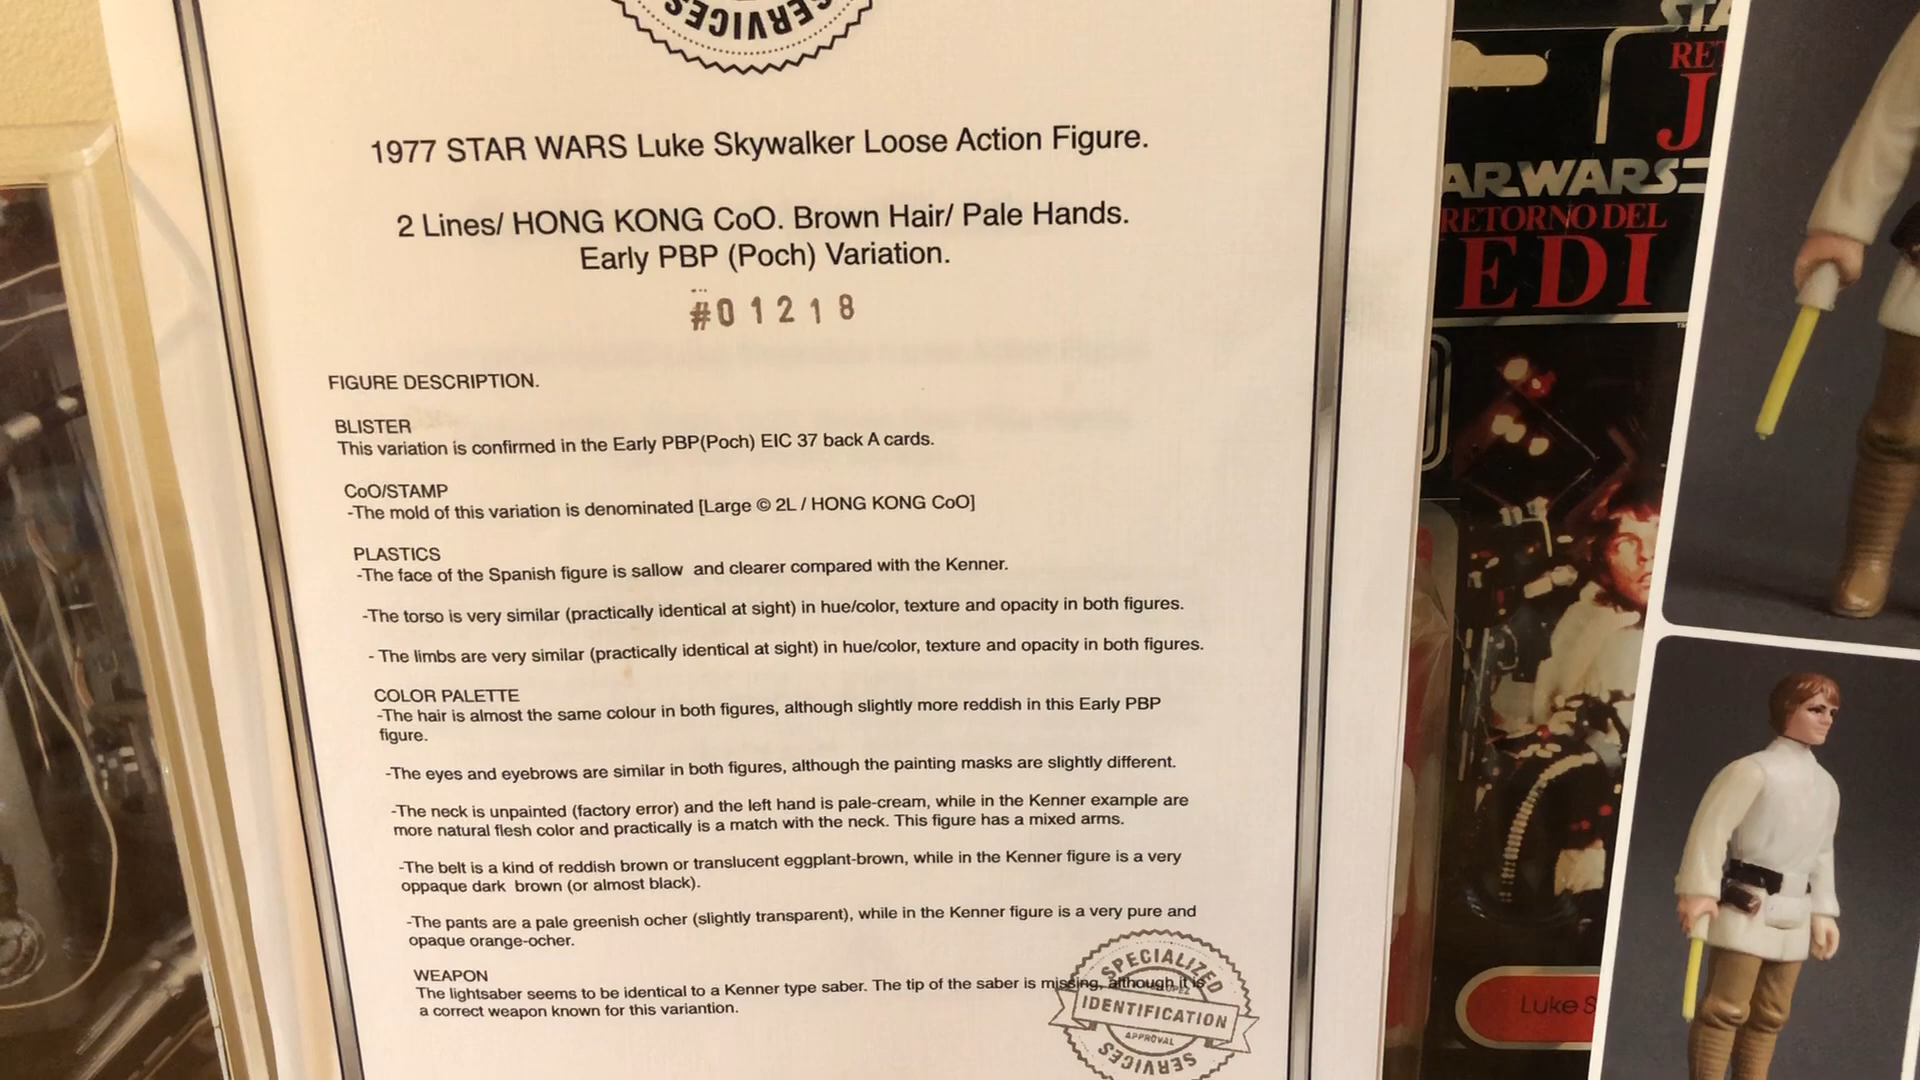 SERVICES
1977 STAR WARS Luke Skywalker Loose Action Figure.
2 Lines/ HONG KONG CoO. Brown Hair/ Pale Hands.
Early PBP (Poch) Variation.
#01218
FIGURE DESCRIPTION.
BLISTER
This variation is confirmed in the Early PBP(Poch) EIC 37 back A cards.
CoO/STAMP
-The mold of this variation is denominated [Large © 2L / HONG KONG CoO]
PLASTICS
-The face of the Spanish figure is sallow and clearer compared with the Kenner.
-The torso is very similar (practically identical at sight) in hue/color, texture and opacity in both figures.
- The limbs are very similar (practically identical at sight) in hue/color, texture and opacity in both figures.
COLOR PALETTE
-The hair is almost the same colour in both figures, although slightly more reddish in this Early PBP
figure.
-The eyes and eyebrows are similar in both figures, although the painting masks are slightly different.
-The neck is unpainted (factory error) and the left hand is pale-cream, while in the Kenner example are
more natural flesh color and practically is a match with the neck. This figure has a mixed arms.
-The belt is a kind of reddish brown or translucent eggplant-brown, while in the Kenner figure is a very
oppaque dark brown (or almost black).
-The pants are a pale greenish ocher (slightly transparent), while in the Kenner figure is a very pure and
opaque orange-ocher.
WEAPON
The lightsaber seems to be identical to a Kenner type saber. The tip of the saber is missing, although it is
a correct weapon known for this variantion.
SPECIALIZED
IDENTIFICATION
APPROVAL
SERVICES
STA
RET
J
AR WARS
RETORNO DEL
EDI
Luke S